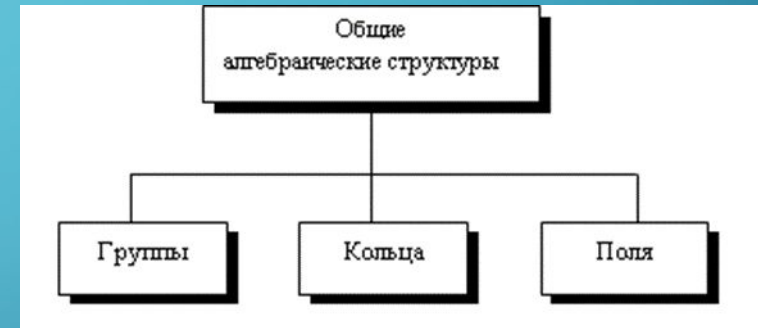 Общие
алгебраические структуры
Группы
Кольца
Поля